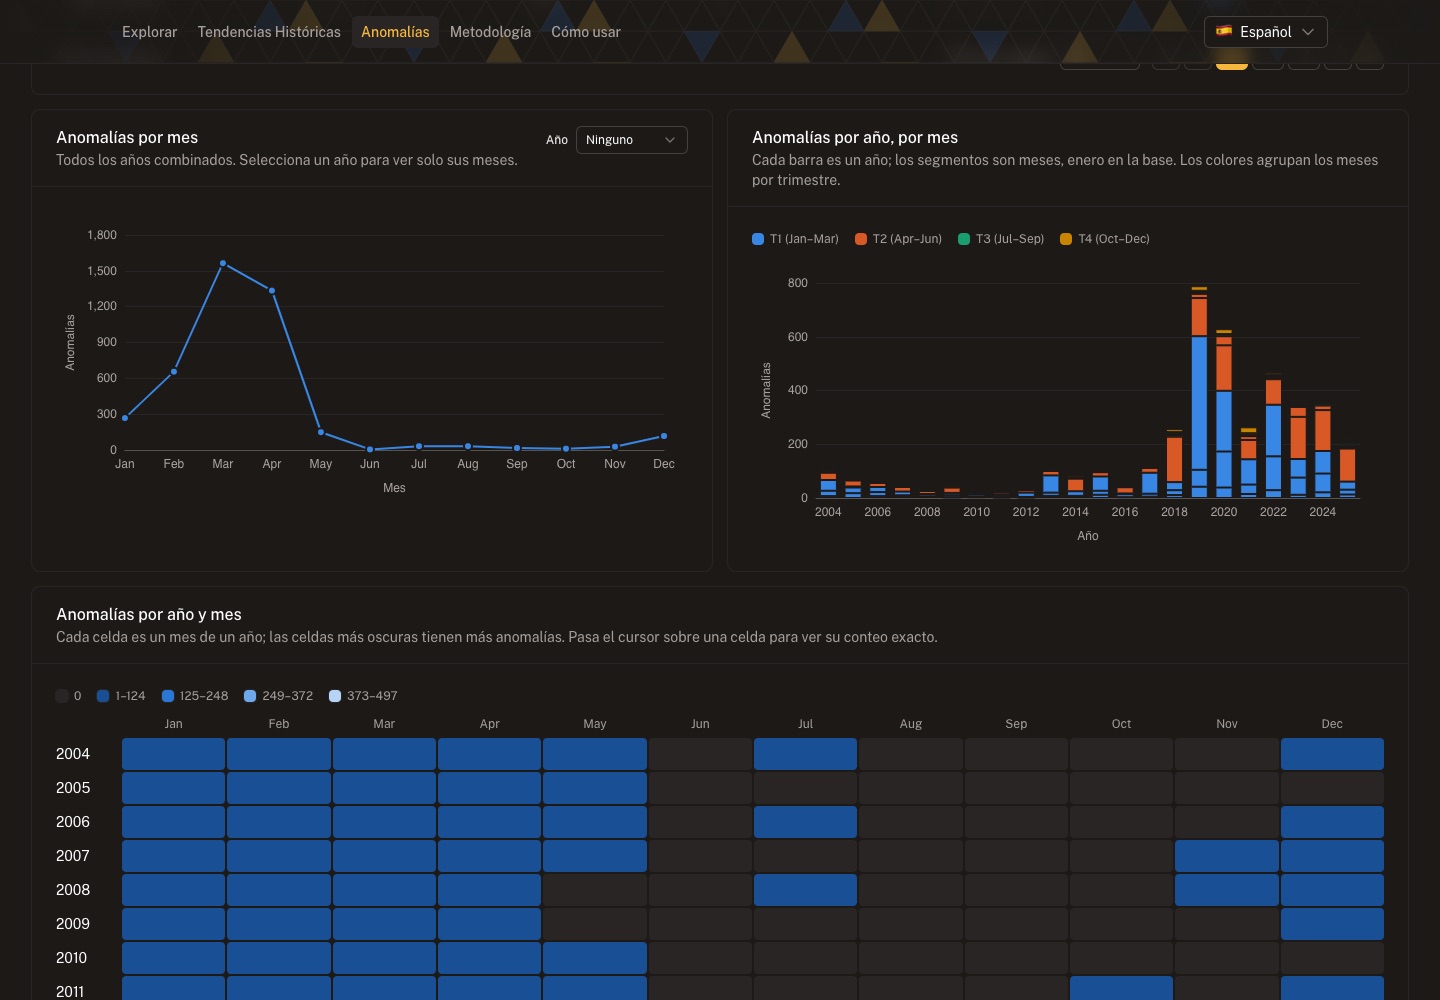 Explorar
Tendencias Históricas
Anomalías
Metodología
Cómo usar
Español
Anomalías por mes
Todos los años combinados. Selecciona un año para ver solo sus meses.
Año
Ninguno
1,800
1,500
1,200
900
600
300
0
Anomalías
Jan Feb Mar Apr May Jun Jul Aug Sep Oct Nov Dec
Mes
Anomalías por año, por mes
Cada barra es un año; los segmentos son meses, enero en la base. Los colores agrupan los meses
por trimestre.
T1 (Jan–Mar) T2 (Apr–Jun) T3 (Jul–Sep) T4 (Oct–Dec)
800
600
400
200
0
Anomalías
2004 2006 2008 2010 2012 2014 2016 2018 2020 2022 2024
Año
Anomalías por año y mes
Cada celda es un mes de un año; las celdas más oscuras tienen más anomalías. Pasa el cursor sobre una celda para ver su conteo exacto.
0 1–124 125–248 249–372 373–497
Jan Feb Mar Apr May Jun Jul Aug Sep Oct Nov Dec
2004
2005
2006
2007
2008
2009
2010
2011